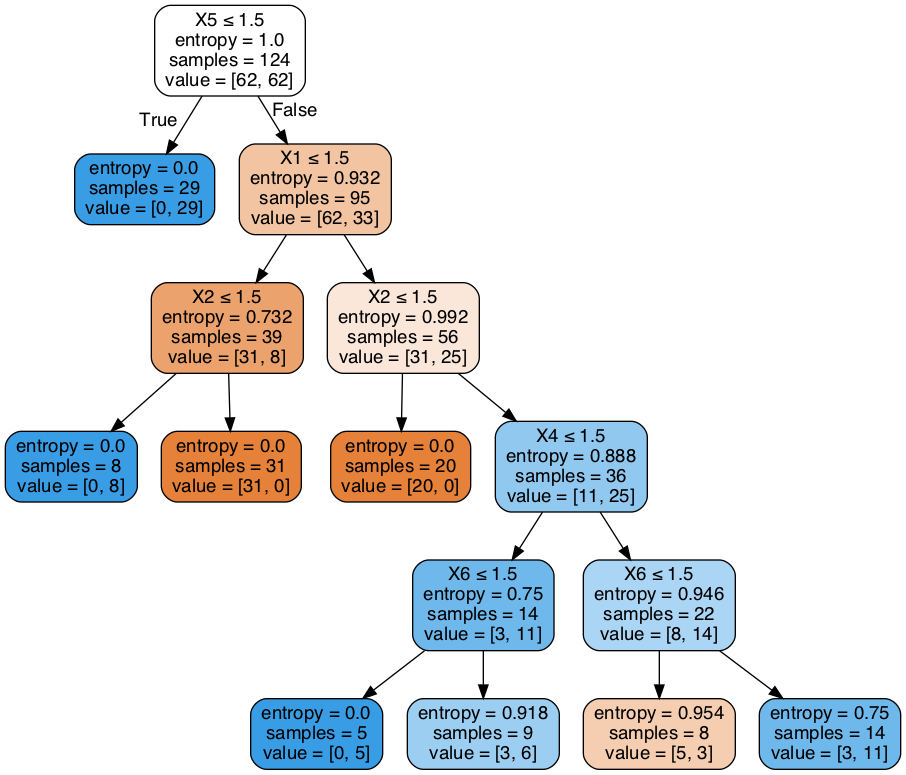 X5 ≤ 1.5
entropy = 1.0
samples = 124
value = [62, 62]
True
False
entropy = 0.0
samples = 29
value = [0, 29]
X1 ≤ 1.5
entropy = 0.932
samples = 95
value = [62, 33]
X2 ≤ 1.5
entropy = 0.732
samples = 39
value = [31, 8]
X2 ≤ 1.5
entropy = 0.992
samples = 56
value = [31, 25]
entropy = 0.0
samples = 8
value = [0, 8]
entropy = 0.0
samples = 31
value = [31, 0]
entropy = 0.0
samples = 20
value = [20, 0]
X4 ≤ 1.5
entropy = 0.888
samples = 36
value = [11, 25]
X6 ≤ 1.5
entropy = 0.75
samples = 14
value = [3, 11]
X6 ≤ 1.5
entropy = 0.946
samples = 22
value = [8, 14]
entropy = 0.0
samples = 5
value = [0, 5]
entropy = 0.918
samples = 9
value = [3, 6]
entropy = 0.954
samples = 8
value = [5, 3]
entropy = 0.75
samples = 14
value = [3, 11]